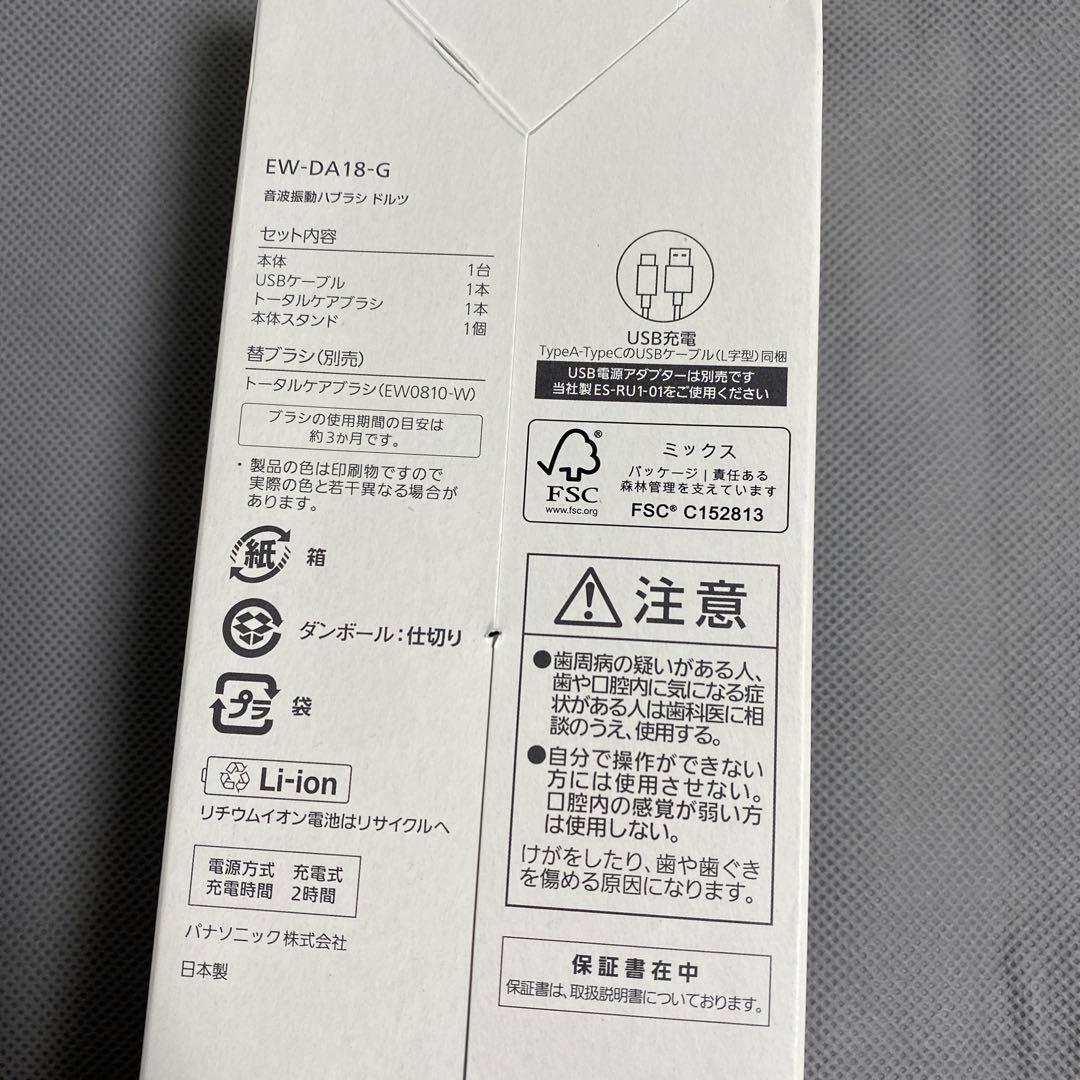 EW-DA18-G
音波振動ハブラシ ドルツ
セット内容
本体 1台
USBケーブル 1本
トータルケアブラシ 1本
本体スタンド 1個
替ブラシ(別売)
トータルケアブラシ(EW0810-W)
ブラシの使用期間の目安は
約3か月です。
・製品の色は印刷物ですので
実際の色と若干異なる場合が
あります。
紙 箱
ダンボール:仕切り
プラ 袋
Li-ion
リチウムイオン電池はリサイクルへ
電源方式 充電式
充電時間 2時間
パナソニック株式会社
日本製
USB充電
TypeA-TypeCのUSBケーブル(L字型)同梱
USB電源アダプターは別売です
当社製ES-RU1-01をご使用ください
FSC
www.fsc.org
ミックス
パッケージ|責任ある
森林管理を支えています
FSC® C152813
注意
●歯周病の疑いがある人、
歯や口腔内に気になる症
状がある人は歯科医に相
談のうえ、使用する。
●自分で操作ができない
方には使用させない。
口腔内の感覚が弱い方
は使用しない。
けがをしたり、歯や歯ぐき
を傷める原因になります。
保証書在中
保証書は、取扱説明書についております。